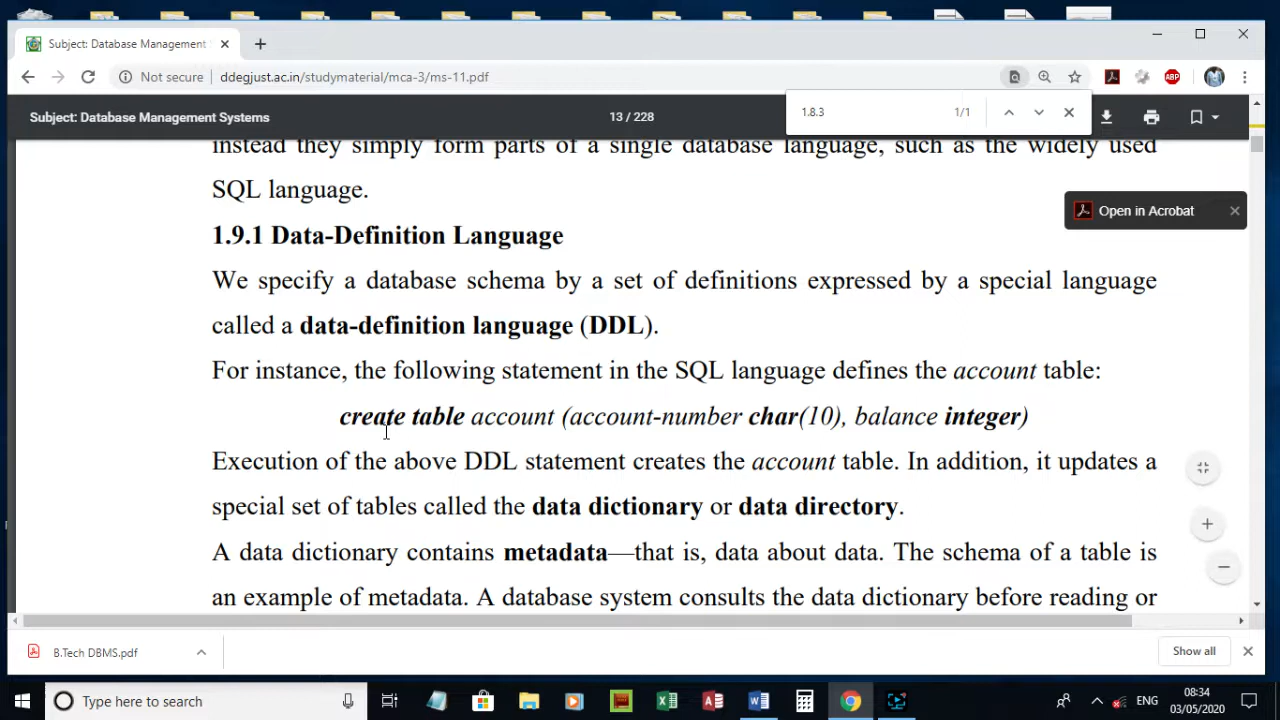 Subject: Database Management
Not secure
ddegjust.ac.in/studymaterial/mca-3/ms-11.pdf
ABP
1.8.3
1/1
Subject: Database Management Systems
13 / 228
Open in Acrobat
instead they simply form parts of a single database language, such as the widely used
SQL language.
1.9.1 Data-Definition Language
We specify a database schema by a set of definitions expressed by a special language
called a data-definition language (DDL).
For instance, the following statement in the SQL language defines the account table:
create table account (account-number char(10), balance integer)
Execution of the above DDL statement creates the account table. In addition, it updates a
special set of tables called the data dictionary or data directory.
A data dictionary contains metadata—that is, data about data. The schema of a table is
an example of metadata. A database system consults the data dictionary before reading or
B.Tech DBMS.pdf
Show all
Type here to search
ENG
08:34
03/05/2020